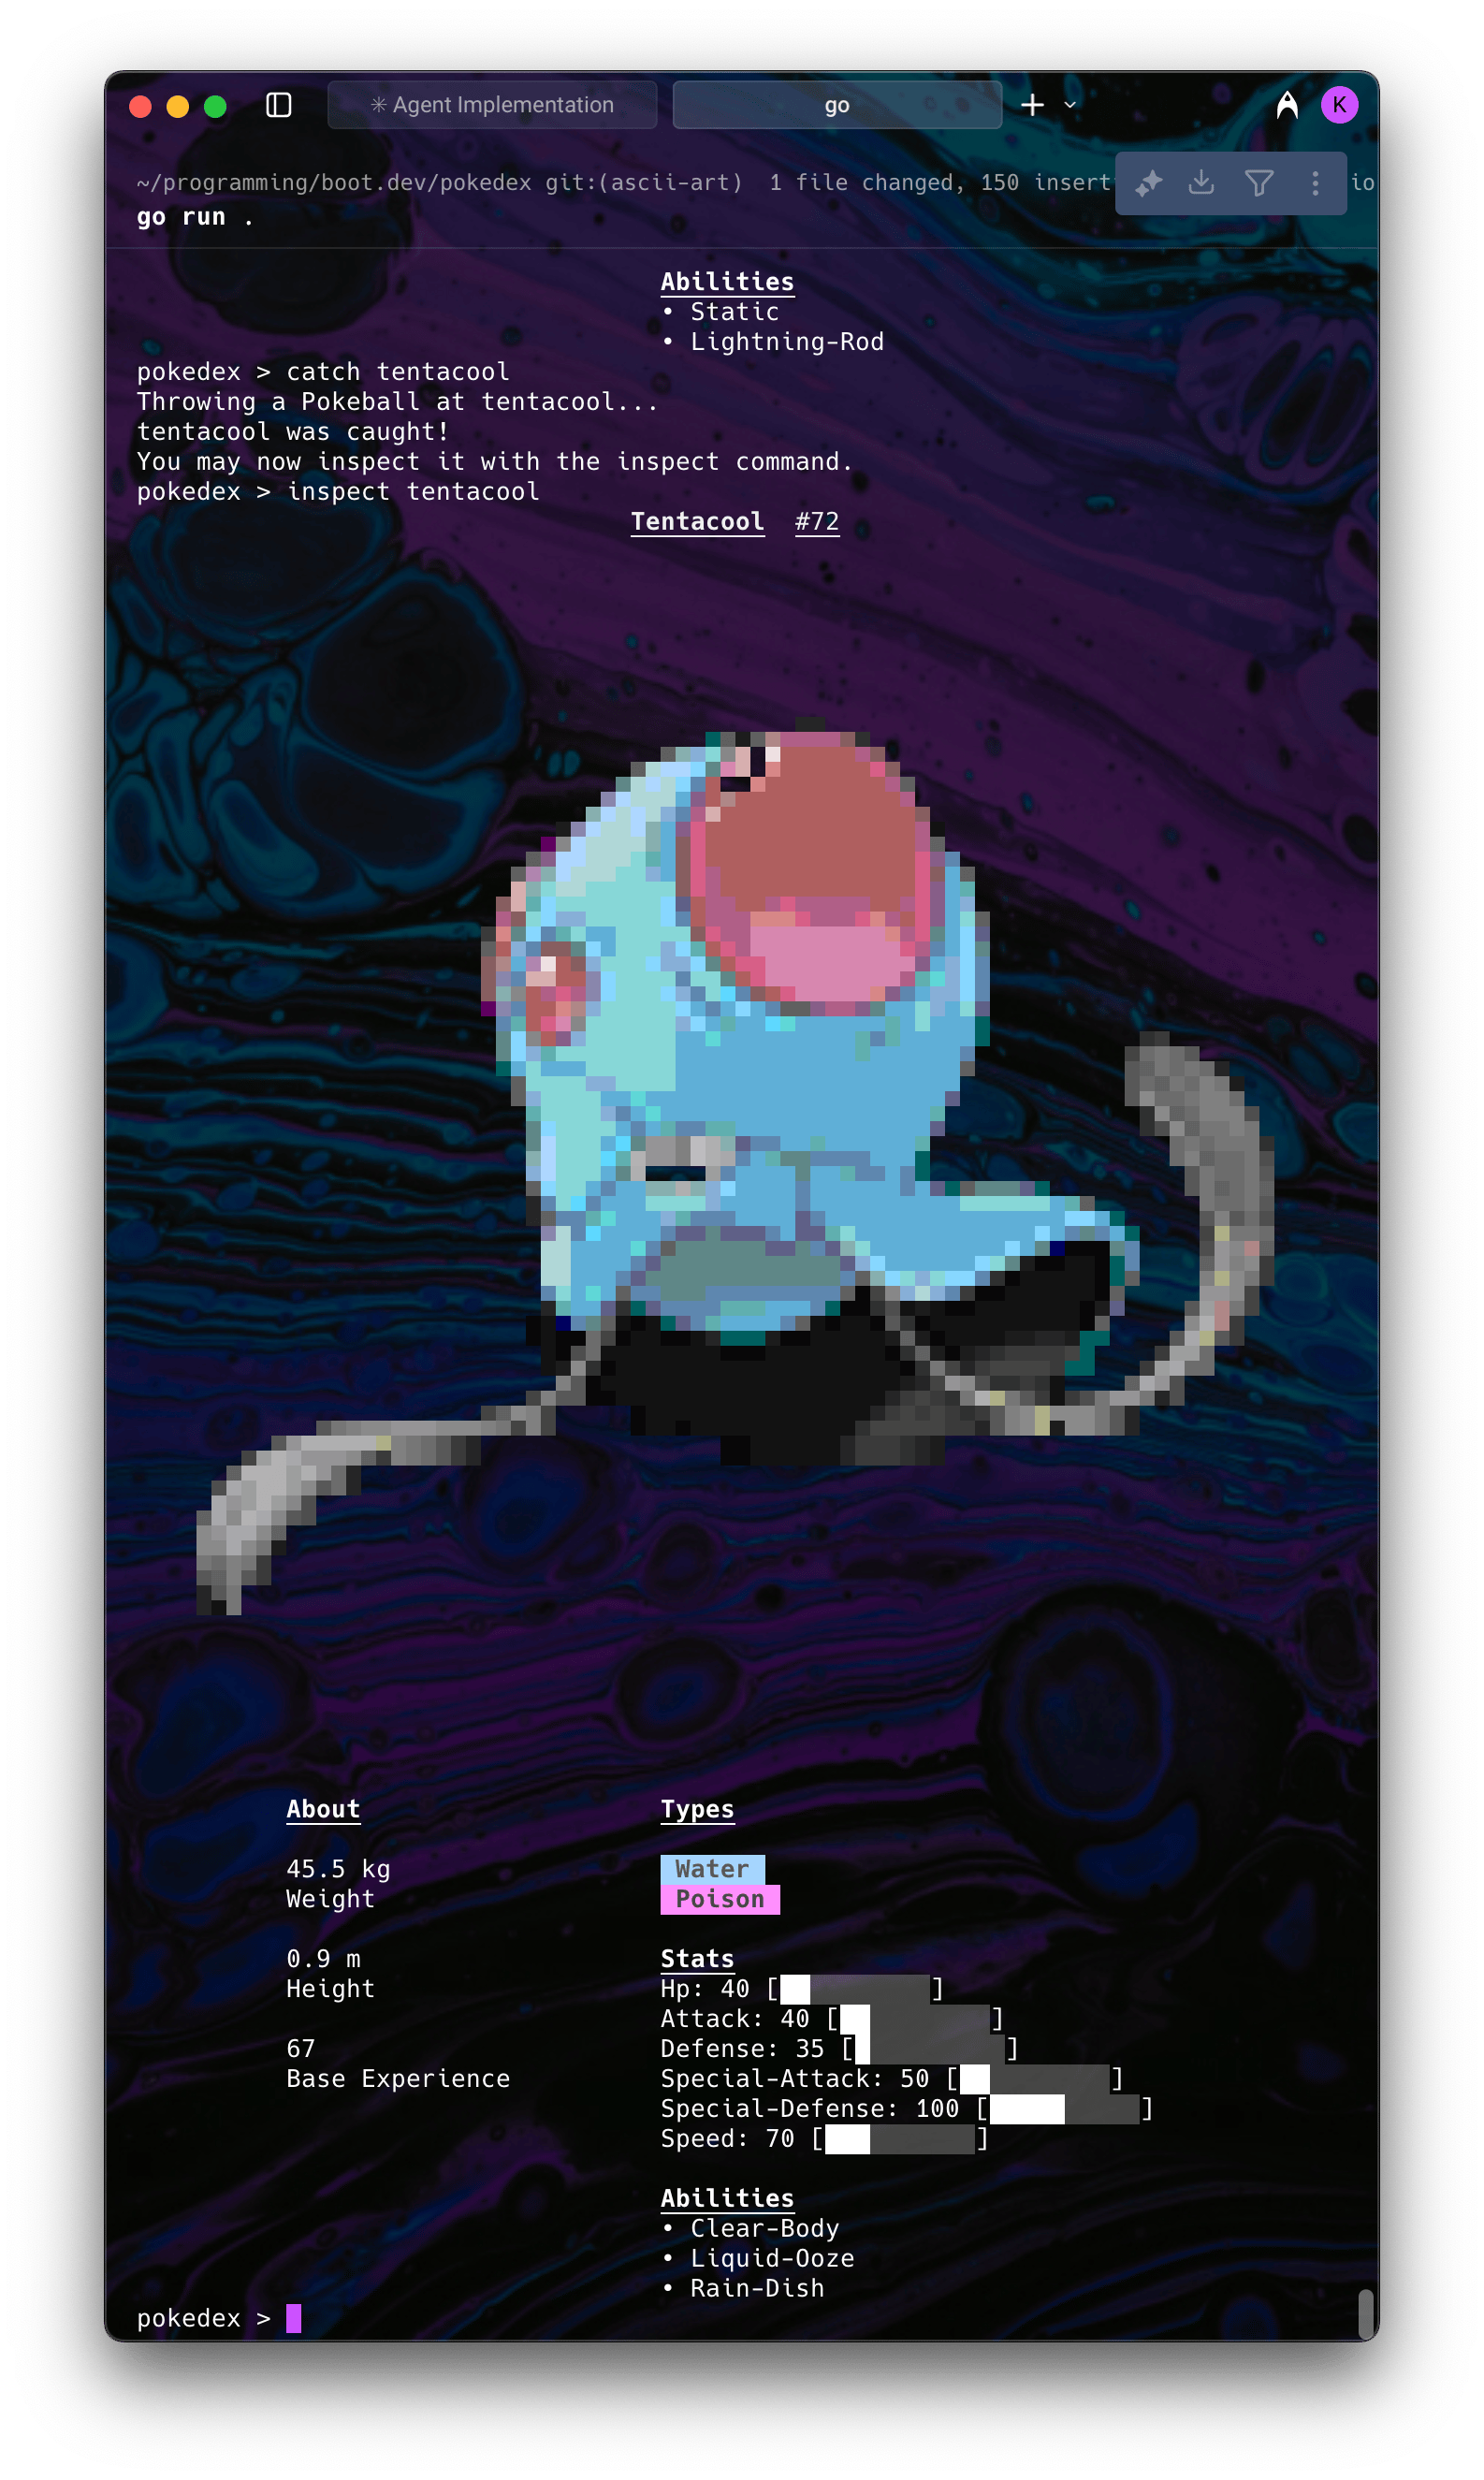 ✳ Agent Implementation
go
K
~/programming/boot.dev/pokedex git:(ascii-art) 1 file changed, 150 insert
go run .
Abilities
• Static
• Lightning-Rod
pokedex > catch tentacool
Throwing a Pokeball at tentacool...
tentacool was caught!
You may now inspect it with the inspect command.
pokedex > inspect tentacool
Tentacool #72
About
45.5 kg
Weight
0.9 m
Height
67
Base Experience
Types
Water
Poison
Stats
Hp: 40 [ ]
Attack: 40 [ ]
Defense: 35 [ ]
Special-Attack: 50 [ ]
Special-Defense: 100 [ ]
Speed: 70 [ ]
Abilities
• Clear-Body
• Liquid-Ooze
• Rain-Dish
pokedex >